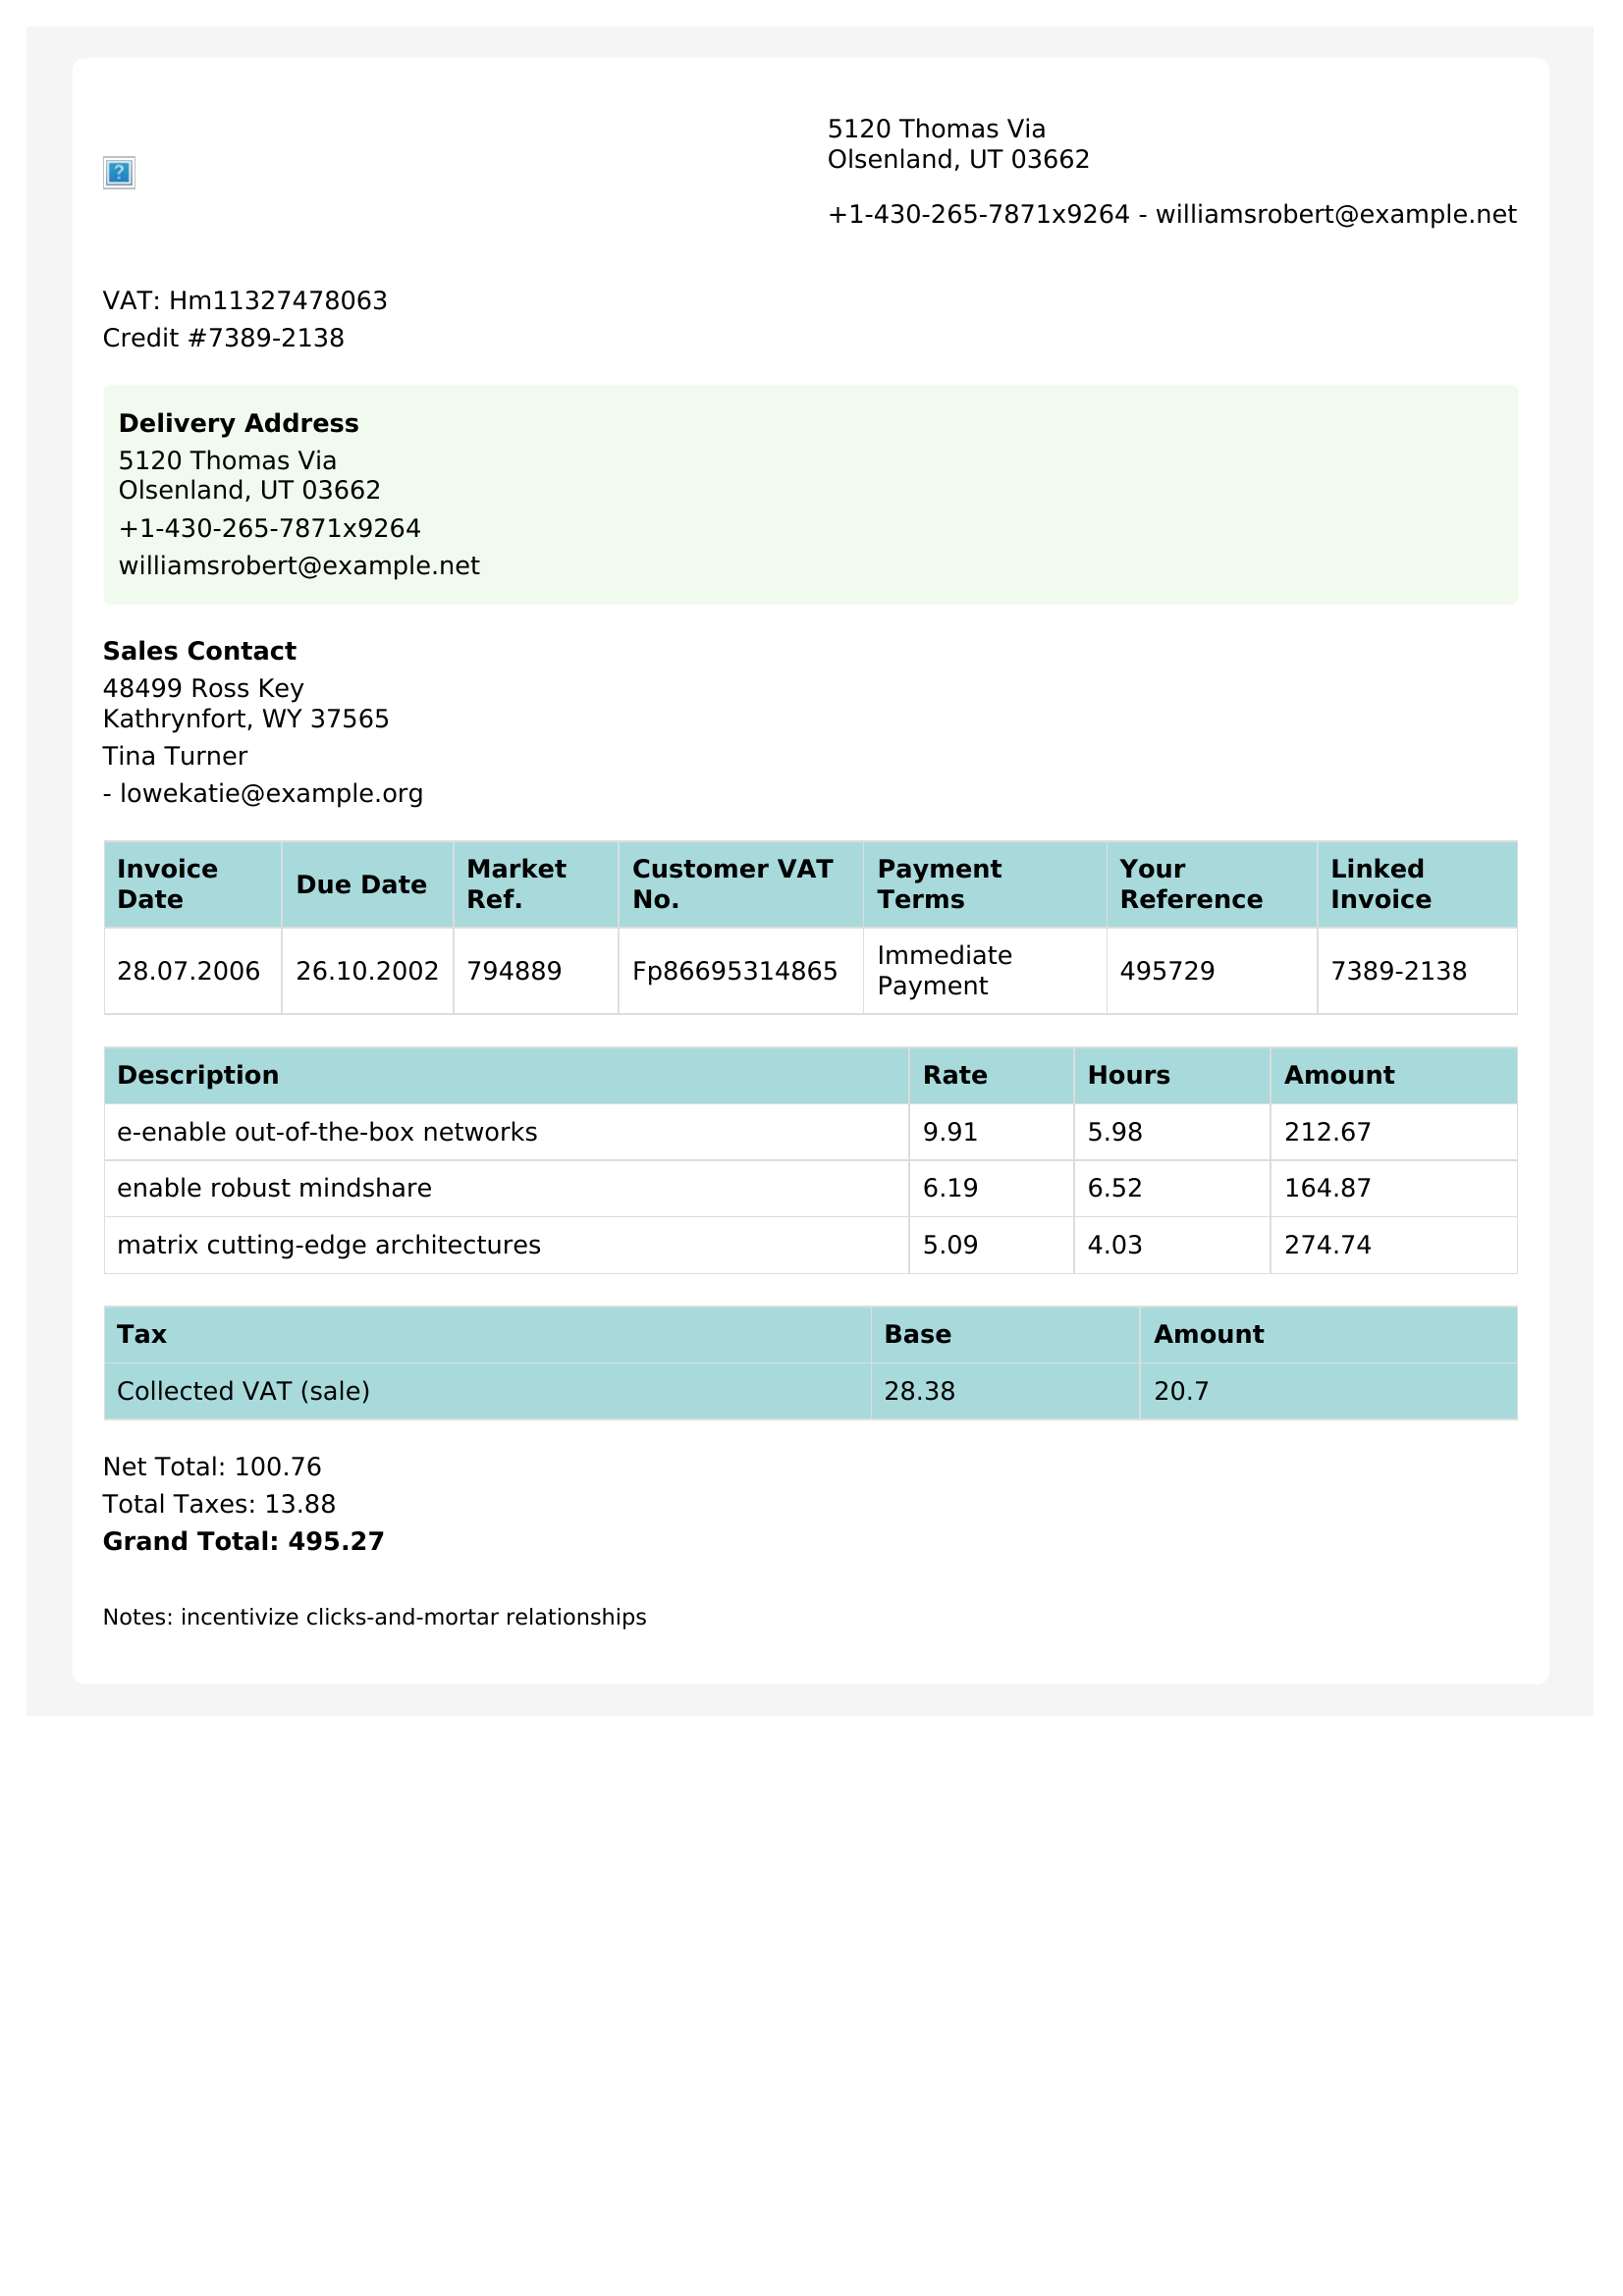 5120 Thomas Via
Olsenland, UT 03662
+1-430-265-7871x9264 - williamsrobert@example.net
VAT: Hm11327478063
Credit #7389-2138
Delivery Address
5120 Thomas Via
Olsenland, UT 03662
+1-430-265-7871x9264
williamsrobert@example.net
Sales Contact
48499 Ross Key
Kathrynfort, WY 37565
Tina Turner
- lowekatie@example.org
Invoice Date Due Date Market Ref. Customer VAT No. Payment Terms Your Reference Linked Invoice
28.07.2006 26.10.2002 794889 Fp86695314865 Immediate Payment 495729 7389-2138
Description Rate Hours Amount
e-enable out-of-the-box networks 9.91 5.98 212.67
enable robust mindshare 6.19 6.52 164.87
matrix cutting-edge architectures 5.09 4.03 274.74
Tax Base Amount
Collected VAT (sale) 28.38 20.7
Net Total: 100.76
Total Taxes: 13.88
Grand Total: 495.27
Notes: incentivize clicks-and-mortar relationships